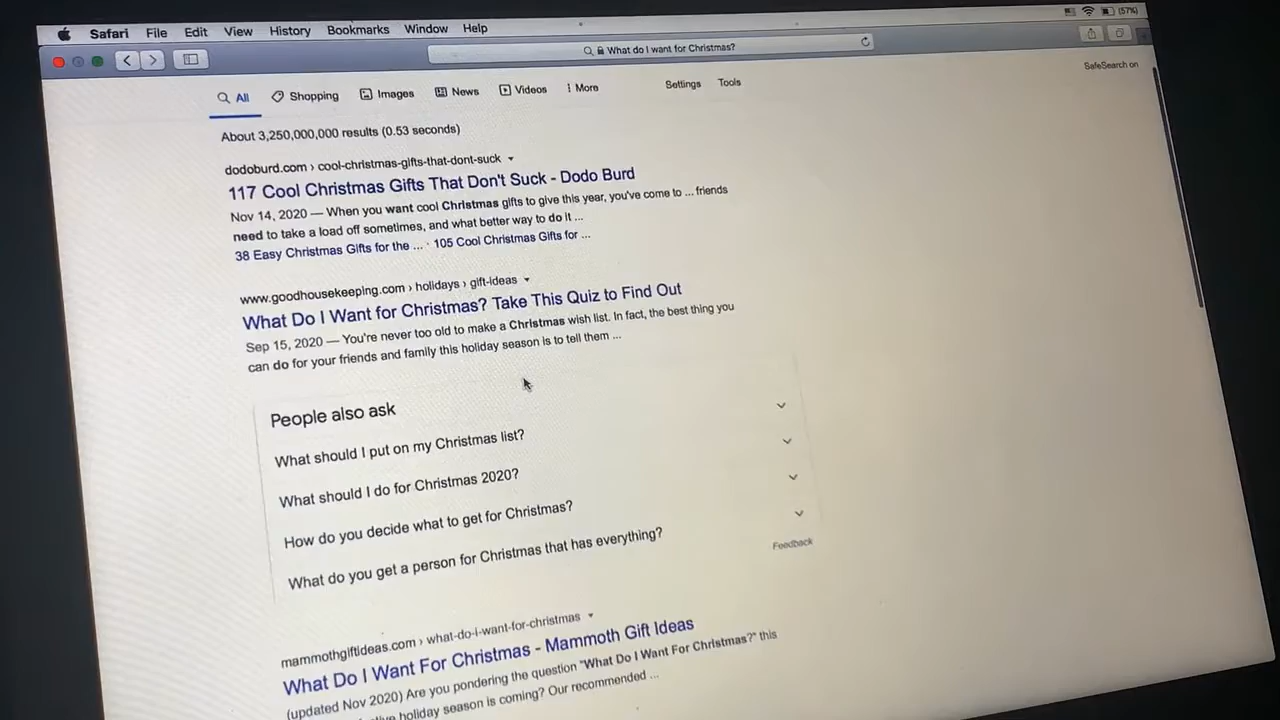 Safari File Edit View History Bookmarks Window Help (57%)
What do I want for Christmas?
SafeSearch on
All Shopping Images News Videos More Settings Tools
About 3,250,000,000 results (0.53 seconds)
dodoburd.com › cool-christmas-gifts-that-dont-suck
117 Cool Christmas Gifts That Don't Suck - Dodo Burd
Nov 14, 2020 — When you want cool Christmas gifts to give this year, you've come to ... friends
need to take a load off sometimes, and what better way to do it ...
38 Easy Christmas Gifts for the ... · 105 Cool Christmas Gifts for ...
www.goodhousekeeping.com › holidays › gift-ideas
What Do I Want for Christmas? Take This Quiz to Find Out
Sep 15, 2020 — You're never too old to make a Christmas wish list. In fact, the best thing you
can do for your friends and family this holiday season is to tell them ...
People also ask
What should I put on my Christmas list?
What should I do for Christmas 2020?
How do you decide what to get for Christmas?
What do you get a person for Christmas that has everything?
Feedback
mammothgiftideas.com › what-do-i-want-for-christmas
What Do I Want For Christmas - Mammoth Gift Ideas
(updated Nov 2020) Are you pondering the question "What Do I Want For Christmas?" this
holiday season is coming? Our recommended ...